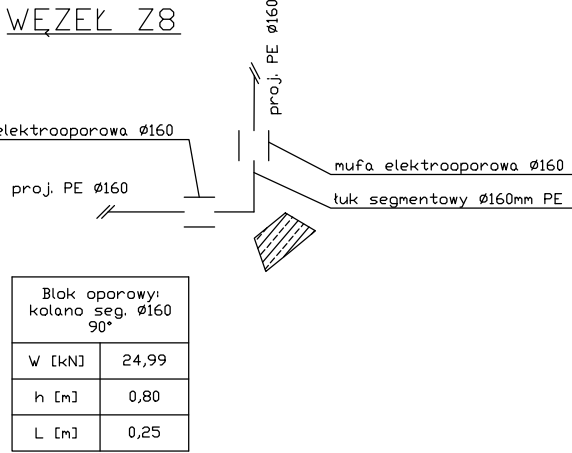 WĘZEŁ Z8
proj. PE Ø160
elektrooporowa Ø160
mufa elektrooporowa Ø160
proj. PE Ø160
łuk segmentowy Ø160mm PE
Blok oporowy:
kolano seg. Ø160
90°
W [kN] 24,99
h [m] 0,80
L [m] 0,25